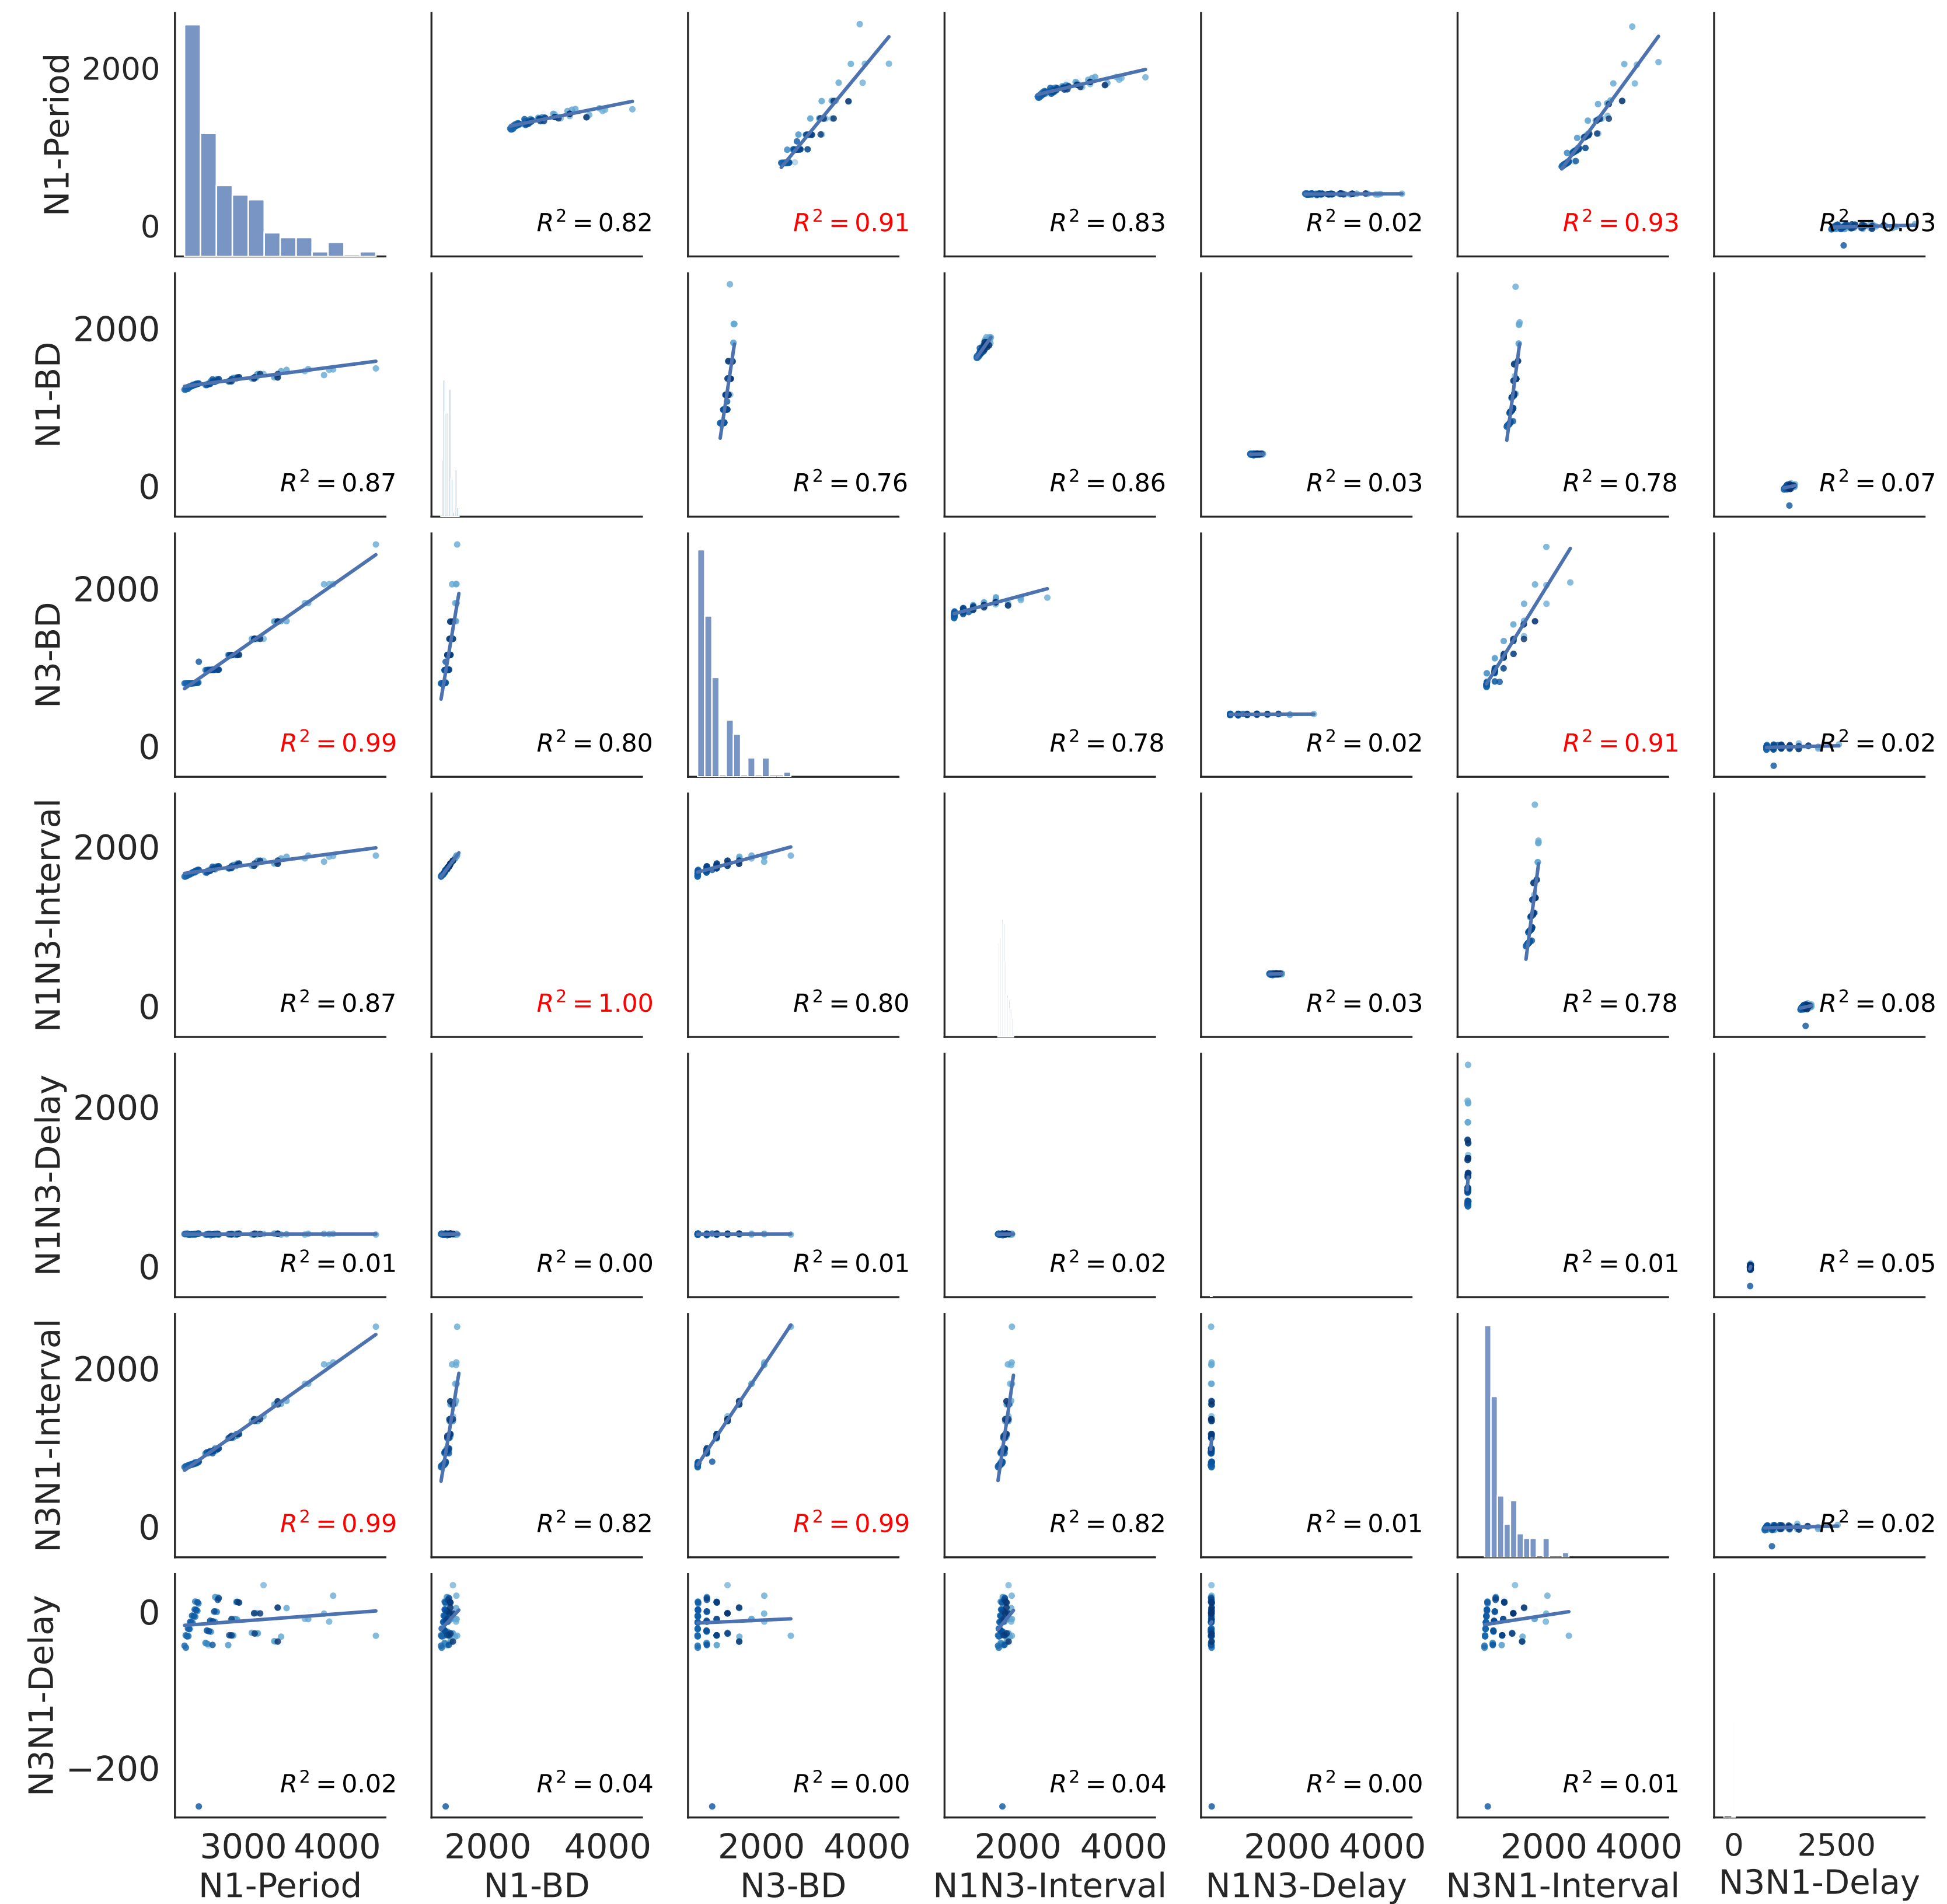 N1-Period
2000
0
R² = 0.82
R² = 0.91
R² = 0.83
R² = 0.02
R² = 0.93
R² = 0.03
N1-BD
2000
0
R² = 0.87
R² = 0.76
R² = 0.86
R² = 0.03
R² = 0.78
R² = 0.07
N3-BD
2000
0
R² = 0.99
R² = 0.80
R² = 0.78
R² = 0.02
R² = 0.91
R² = 0.02
N1N3-Interval
2000
0
R² = 0.87
R² = 1.00
R² = 0.80
R² = 0.03
R² = 0.78
R² = 0.08
N1N3-Delay
2000
0
R² = 0.01
R² = 0.00
R² = 0.01
R² = 0.02
R² = 0.01
R² = 0.05
N3N1-Interval
2000
0
R² = 0.99
R² = 0.82
R² = 0.99
R² = 0.82
R² = 0.01
R² = 0.02
N3N1-Delay
0
−200
R² = 0.02
R² = 0.04
R² = 0.00
R² = 0.04
R² = 0.00
R² = 0.01
3000 4000
2000 4000
2000 4000
2000 4000
2000 4000
2000 4000
0 2500
N1-Period
N1-BD
N3-BD
N1N3-Interval
N1N3-Delay
N3N1-Interval
N3N1-Delay